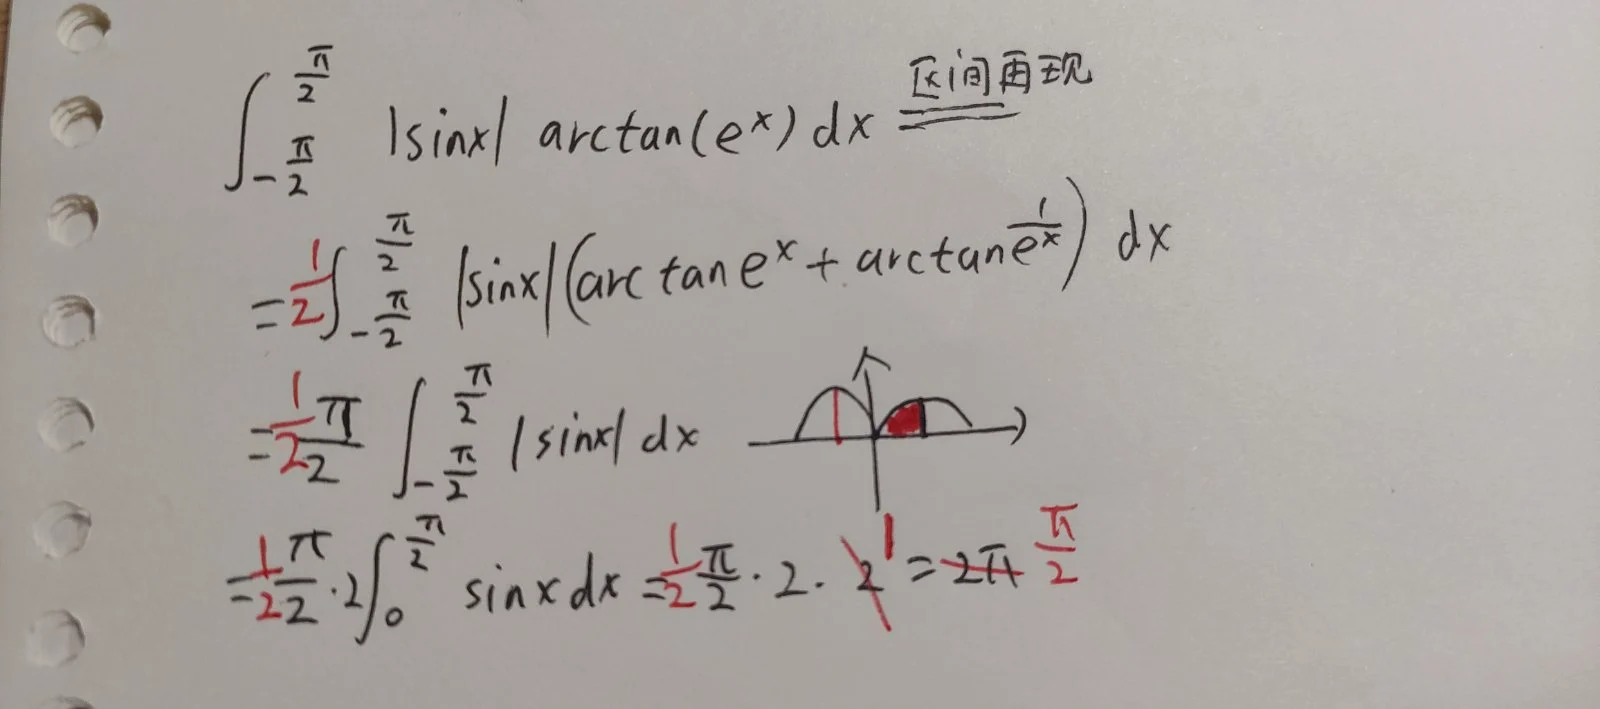 ∫_{-π/2}^{π/2} |sinx| arctan(e^x) dx 区间再现
= 1/2 ∫_{-π/2}^{π/2} |sinx| (arctane^x + arctan 1/e^x) dx
= 1/2 π/2 ∫_{-π/2}^{π/2} |sinx| dx
= 1/2 π/2 · 2 ∫_0^{π/2} sinx dx = 1/2 π/2 · 2 · 2 1 = 2π π/2